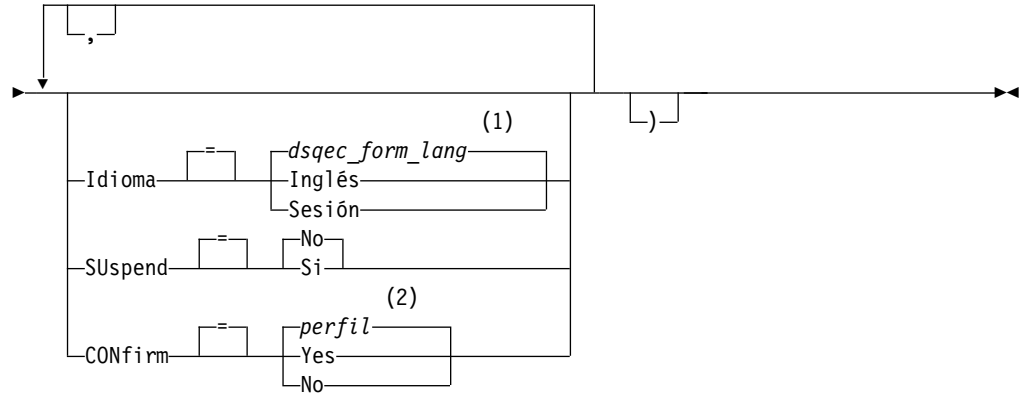 ,
)
(1)
dsqec_form_lang
Idioma = Inglés
Sesión
= No
SUspend Si
(2)
= perfil
CONfirm Yes
No